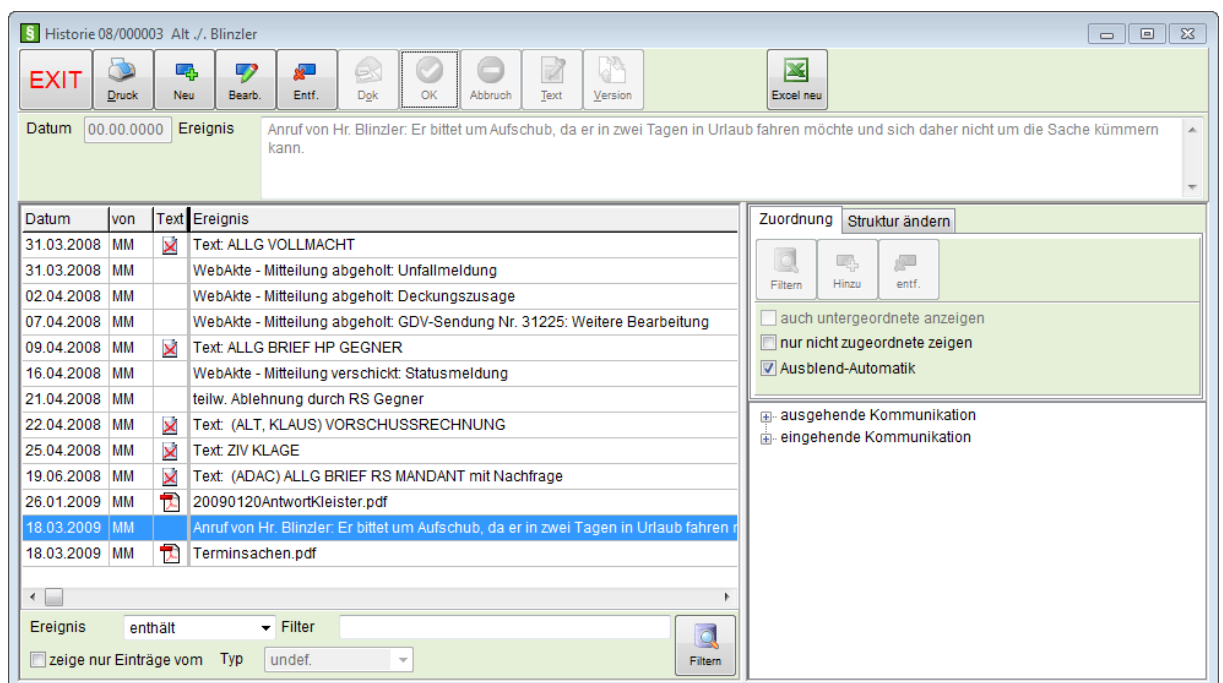 Historie 08/000003 Alt ./. Blinzler
EXIT Druck Neu Bearb. Entf. Dok OK Abbruch Text Version Excel neu
Datum 00.00.0000 Ereignis Anruf von Hr. Blinzler: Er bittet um Aufschub, da er in zwei Tagen in Urlaub fahren möchte und sich daher nicht um die Sache kümmern
kann.
Datum von Text Ereignis
31.03.2008 MM Text: ALLG VOLLMACHT
31.03.2008 MM WebAkte - Mitteilung abgeholt: Unfallmeldung
02.04.2008 MM WebAkte - Mitteilung abgeholt: Deckungszusage
07.04.2008 MM WebAkte - Mitteilung abgeholt: GDV-Sendung Nr. 31225: Weitere Bearbeitung
09.04.2008 MM Text: ALLG BRIEF HP GEGNER
16.04.2008 MM WebAkte - Mitteilung verschickt: Statusmeldung
21.04.2008 MM teilw. Ablehnung durch RS Gegner
22.04.2008 MM Text: (ALT, KLAUS) VORSCHUSSRECHNUNG
25.04.2008 MM Text: ZIV KLAGE
19.06.2008 MM Text: (ADAC) ALLG BRIEF RS MANDANT mit Nachfrage
26.01.2009 MM 20090120AntwortKleister.pdf
18.03.2009 MM Anruf von Hr. Blinzler: Er bittet um Aufschub, da er in zwei Tagen in Urlaub fahren
18.03.2009 MM Terminsachen.pdf
Ereignis enthält Filter
zeige nur Einträge vom Typ undef. Filtern
Zuordnung Struktur ändern
Filtern Hinzu entf.
auch untergeordnete anzeigen
nur nicht zugeordnete zeigen
Ausblend-Automatik
ausgehende Kommunikation
eingehende Kommunikation